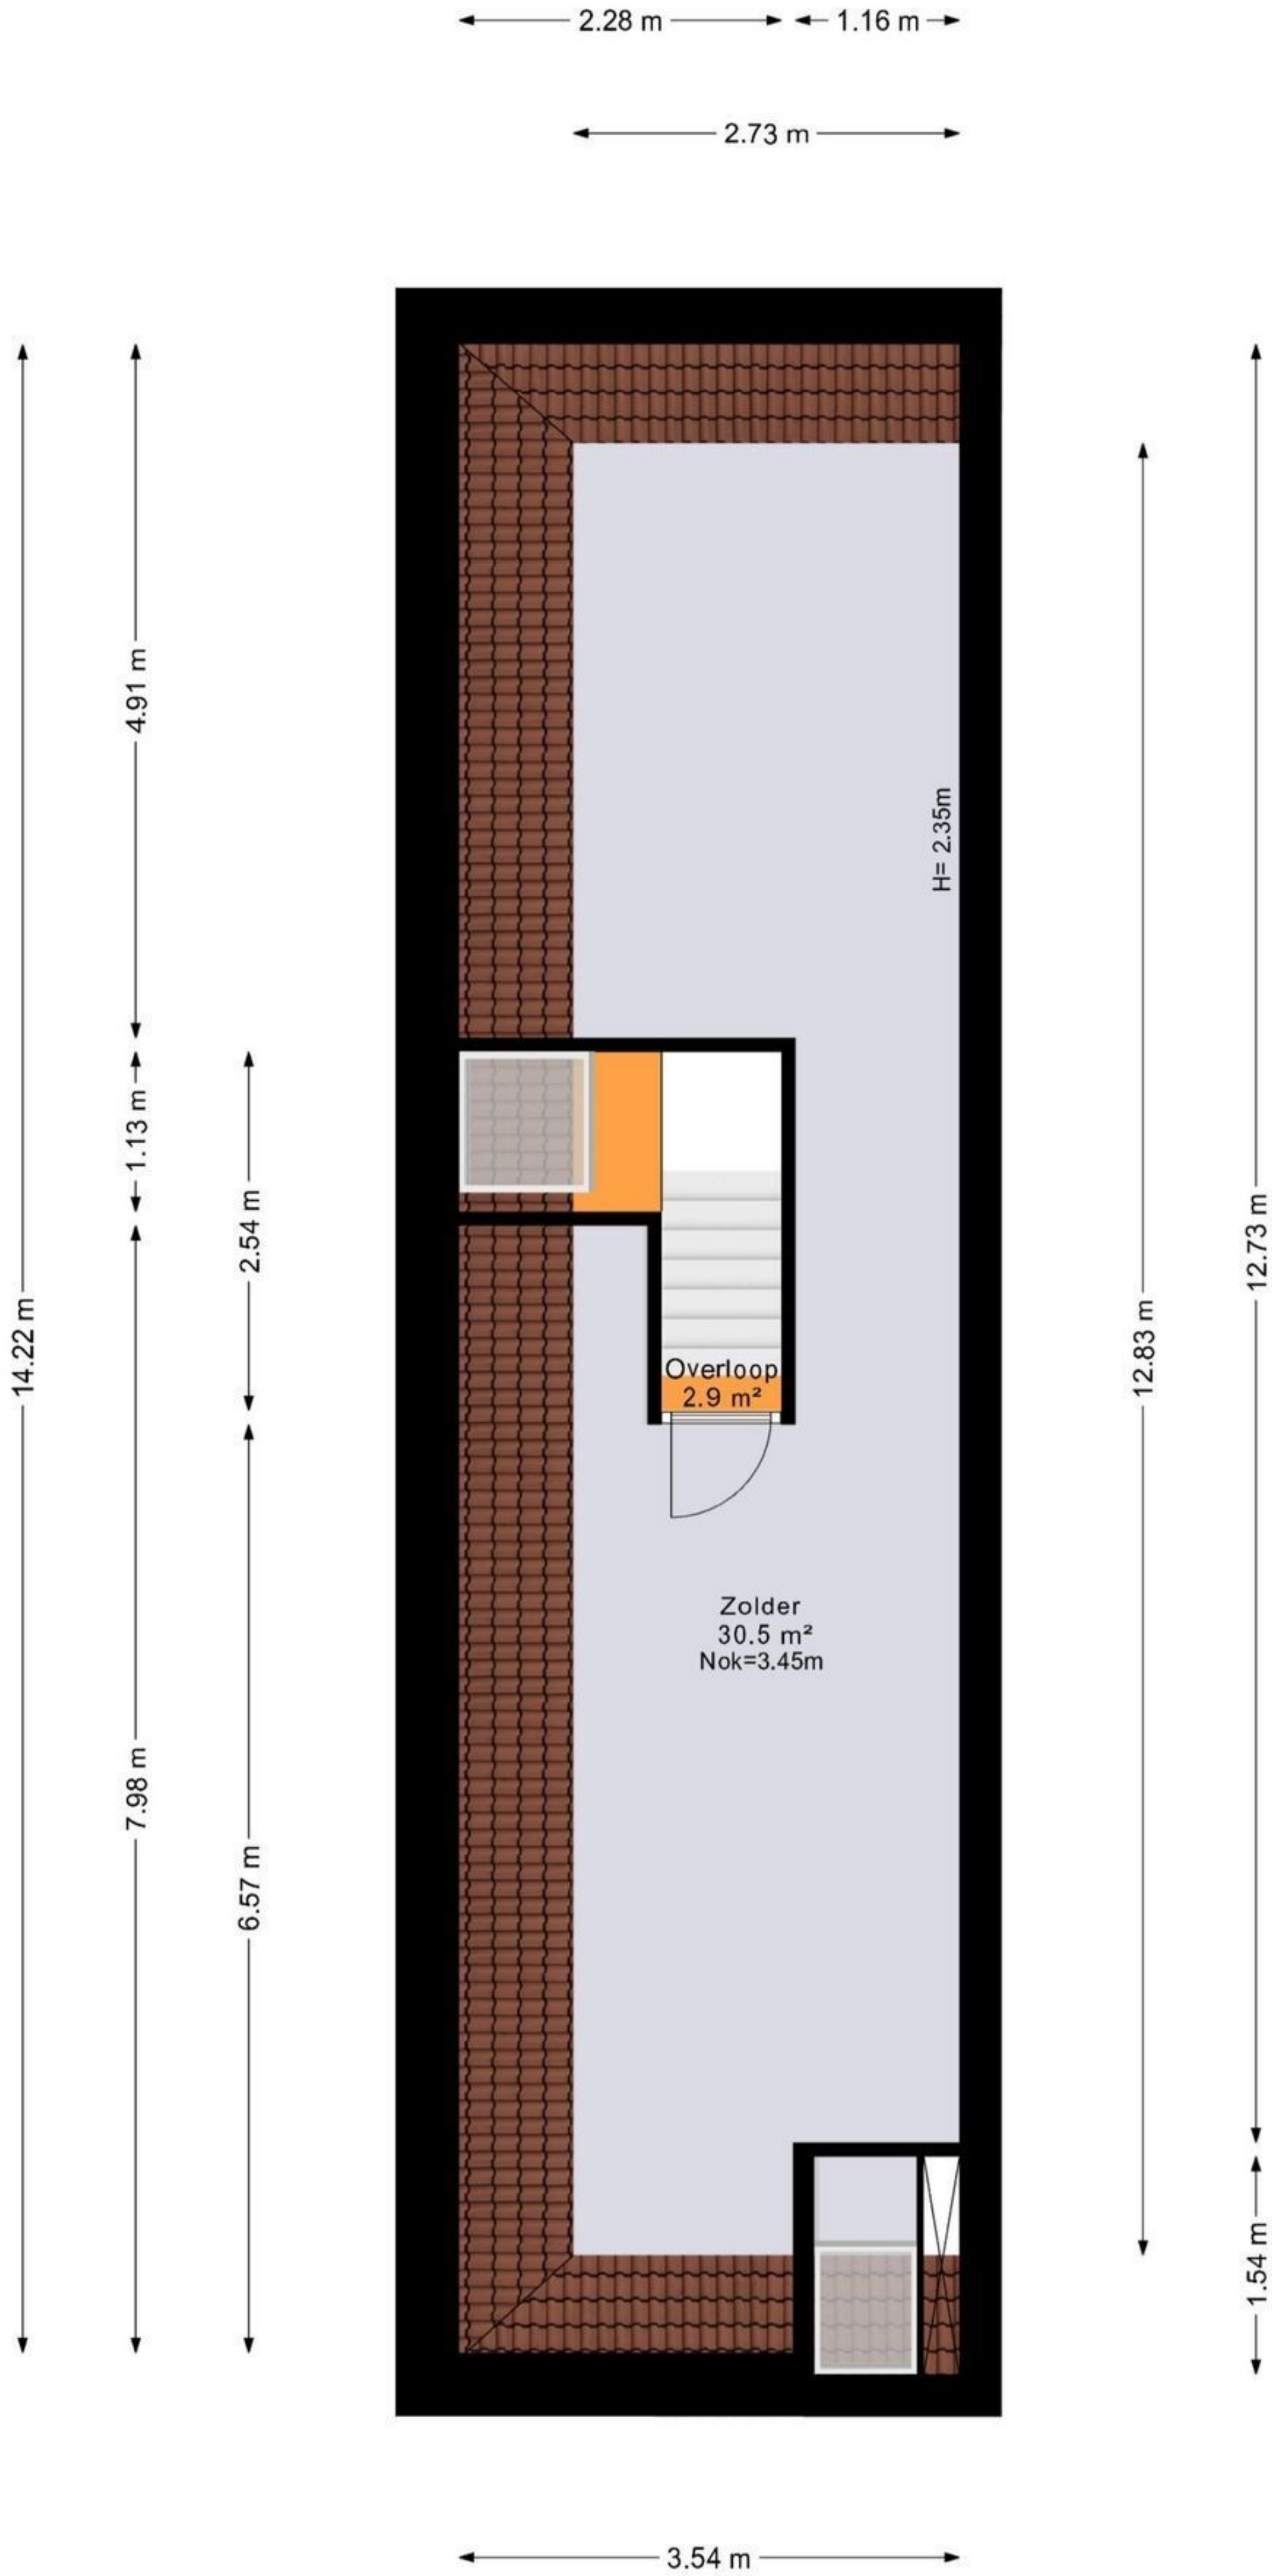 2.28 m
1.16 m
2.73 m
4.91 m
H= 2.35m
1.13 m
2.54 m
12.73 m
14.22 m
12.83 m
Overloop
2.9 m²
Zolder
30.5 m²
Nok=3.45m
7.98 m
6.57 m
1.54 m
3.54 m